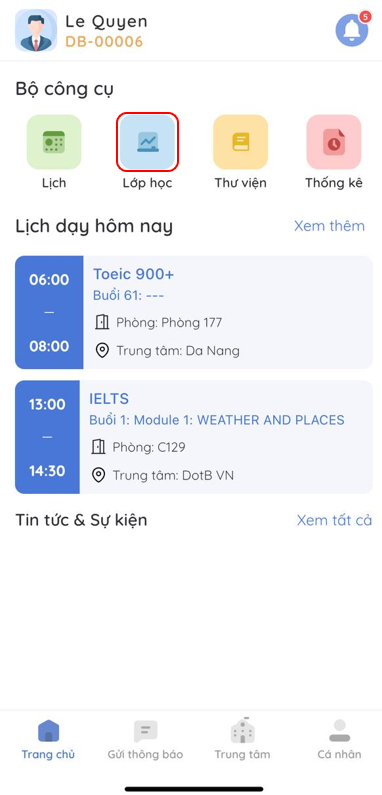 Le Quyen
DB-00006
5
Bộ công cụ
Lịch
Lớp học
Thư viện
Thống kê
Lịch dạy hôm nay
Xem thêm
06:00
—
08:00
Toeic 900+
Buổi 61: ---
Phòng: Phòng 177
Trung tâm: Da Nang
13:00
—
14:30
IELTS
Buổi 1: Module 1: WEATHER AND PLACES
Phòng: C129
Trung tâm: DotB VN
Tin tức & Sự kiện
Xem tất cả
Trang chủ
Gửi thông báo
Trung tâm
Cá nhân